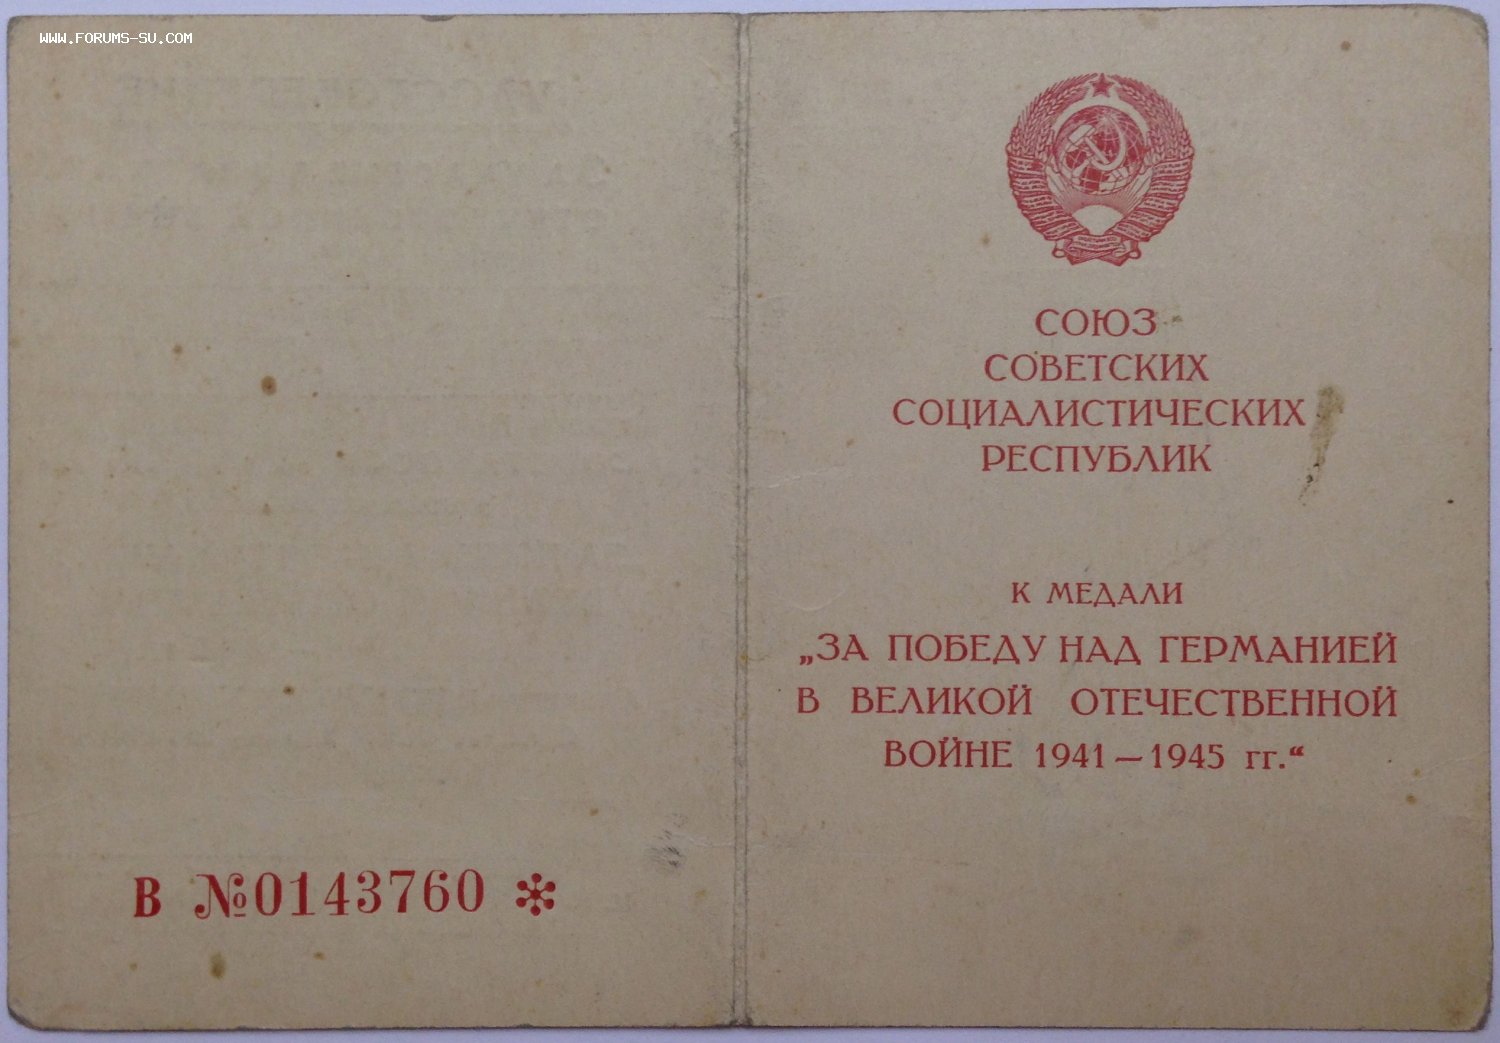 WWW.FORUMS-SU.COM
В №0143760 *
СОЮЗ
СОВЕТСКИХ
СОЦИАЛИСТИЧЕСКИХ
РЕСПУБЛИК
К МЕДАЛИ
„ЗА ПОБЕДУ НАД ГЕРМАНИЕЙ
В ВЕЛИКОЙ ОТЕЧЕСТВЕННОЙ
ВОЙНЕ 1941—1945 гг.“